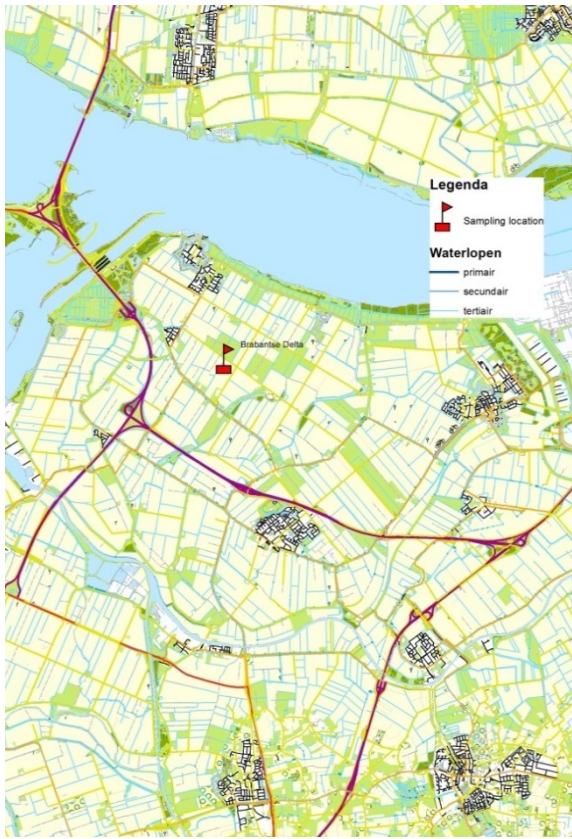 Legenda
Sampling location
Waterlopen
primair
secundair
tertiair
Brabantse Delta